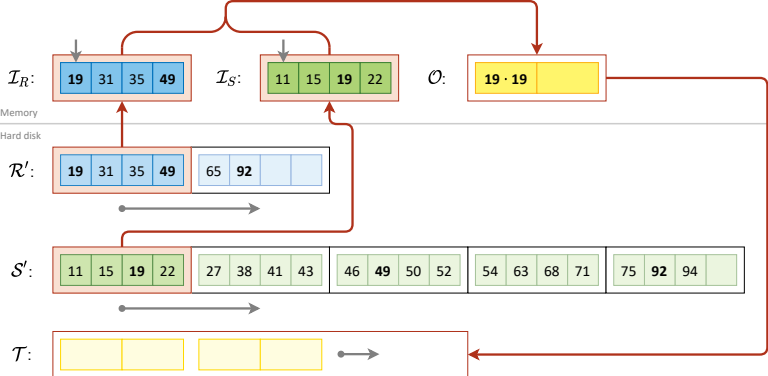 I_R: 19 31 35 49 I_S: 11 15 19 22 O: 19 · 19
Memory
Hard disk
R′: 19 31 35 49 65 92
S′: 11 15 19 22 27 38 41 43 46 49 50 52 54 63 68 71 75 92 94
T: